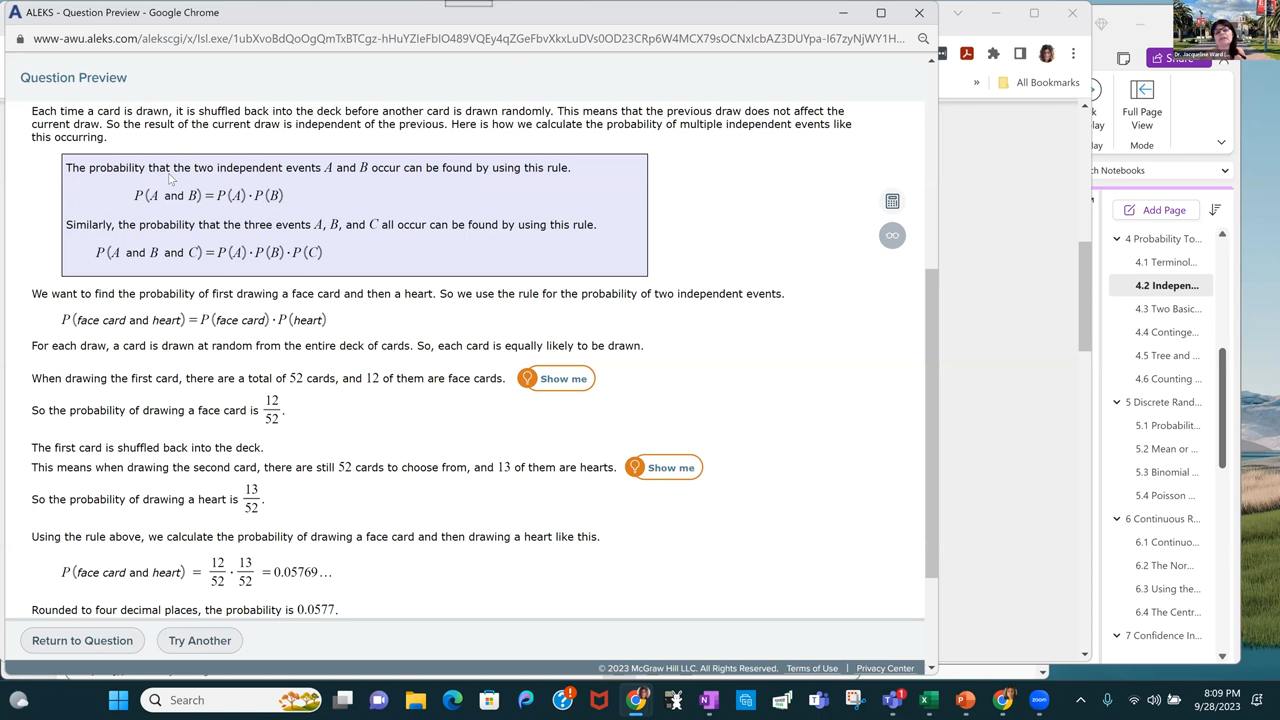 ALEKS - Question Preview - Google Chrome
Question Preview
Each time a card is drawn, it is shuffled back into the deck before another card is drawn randomly. This means that the previous draw does not affect the
current draw. So the result of the current draw is independent of the previous. Here is how we calculate the probability of multiple independent events like
this occurring.
The probability that the two independent events A and B occur can be found by using this rule.
P(A and B) = P(A) · P(B)
Similarly, the probability that the three events A, B, and C all occur can be found by using this rule.
P(A and B and C) = P(A) · P(B) · P(C)
We want to find the probability of first drawing a face card and then a heart. So we use the rule for the probability of two independent events.
P(face card and heart) = P(face card) · P(heart)
For each draw, a card is drawn at random from the entire deck of cards. So, each card is equally likely to be drawn.
When drawing the first card, there are a total of 52 cards, and 12 of them are face cards. Show me
So the probability of drawing a face card is 12/52.
The first card is shuffled back into the deck.
This means when drawing the second card, there are still 52 cards to choose from, and 13 of them are hearts. Show me
So the probability of drawing a heart is 13/52.
Using the rule above, we calculate the probability of drawing a face card and then drawing a heart like this.
P(face card and heart) = 12/52 · 13/52 = 0.05769...
Rounded to four decimal places, the probability is 0.0577.
Return to Question
Try Another
© 2023 McGraw Hill LLC. All Rights Reserved. Terms of Use | Privacy Center
Dr. Jacqueline Ward
Share
» All Bookmarks
Full Page
View
Mode
ch Notebooks
Add Page
4 Probability To...
4.1 Terminol...
4.2 Indepen...
4.3 Two Basic...
4.4 Continge...
4.5 Tree and ...
4.6 Counting ...
5 Discrete Rand...
5.1 Probabilit...
5.2 Mean or ...
5.3 Binomial ...
5.4 Poisson ...
6 Continuous R...
6.1 Continuo...
6.2 The Nor...
6.3 Using the...
6.4 The Centr...
7 Confidence In...
Search
8:09 PM
9/28/2023